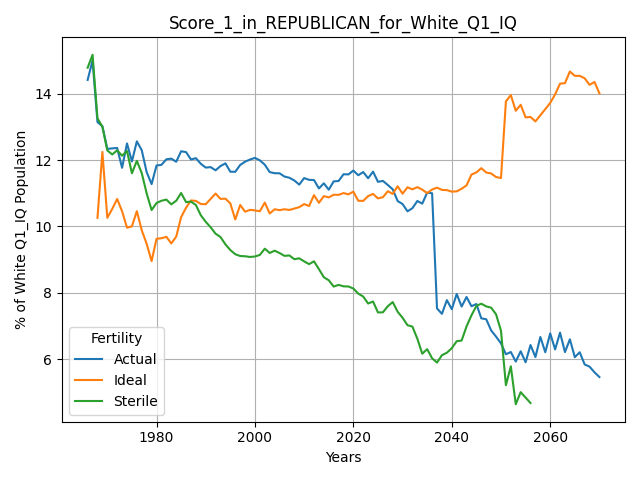 Score_1_in_REPUBLICAN_for_White_Q1_IQ
% of White Q1_IQ Population
14
12
10
8
6
Fertility
Actual
Ideal
Sterile
1980 2000 2020 2040 2060
Years